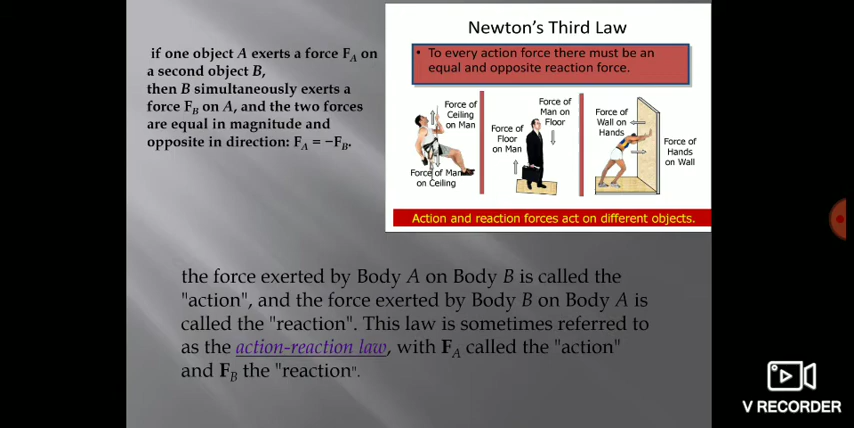 if one object A exerts a force FA on
a second object B,
then B simultaneously exerts a
force FB on A, and the two forces
are equal in magnitude and
opposite in direction: FA = −FB.
Newton's Third Law
• To every action force there must be an
equal and opposite reaction force.
Force of
Ceiling
on Man
Force of Man
on Ceiling
Force of
Floor
on Man
Force of
Man on
Floor
Force of
Wall on
Hands
Force of
Hands
on Wall
Action and reaction forces act on different objects.
the force exerted by Body A on Body B is called the
"action", and the force exerted by Body B on Body A is
called the "reaction". This law is sometimes referred to
as the action-reaction law, with FA called the "action"
and FB the "reaction".
V RECORDER